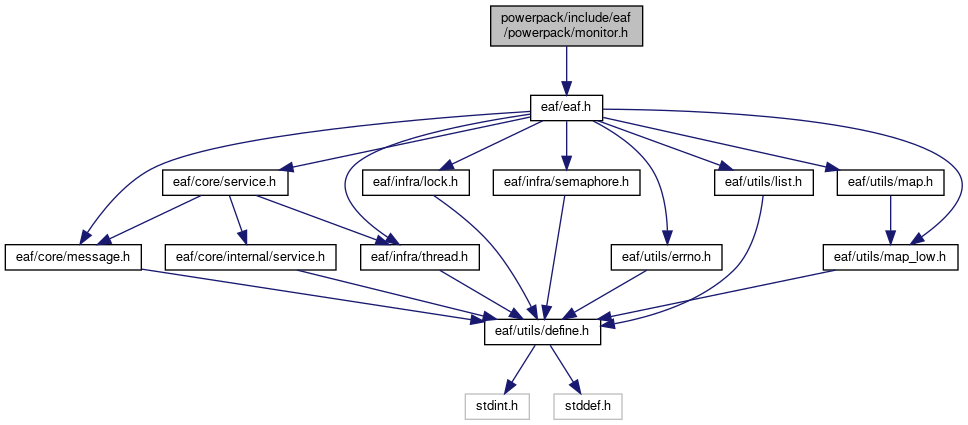 powerpack/include/eaf
/powerpack/monitor.h
eaf/eaf.h
eaf/core/service.h
eaf/infra/lock.h
eaf/infra/semaphore.h
eaf/utils/list.h
eaf/utils/map.h
eaf/core/message.h
eaf/core/internal/service.h
eaf/infra/thread.h
eaf/utils/errno.h
eaf/utils/map_low.h
eaf/utils/define.h
stdint.h
stddef.h